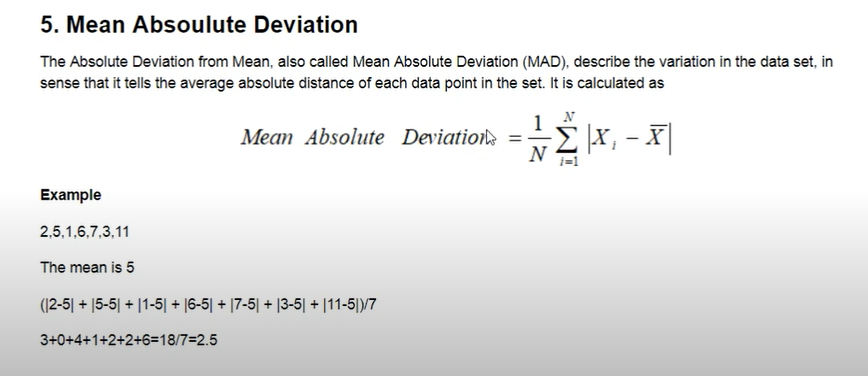 5. Mean Absoulute Deviation
The Absolute Deviation from Mean, also called Mean Absolute Deviation (MAD), describe the variation in the data set, in
sense that it tells the average absolute distance of each data point in the set. It is calculated as
Mean Absolute Deviation = 1/N N∑i=1 |Xi − X̅|
Example
2,5,1,6,7,3,11
The mean is 5
(|2-5| + |5-5| + |1-5| + |6-5| + |7-5| + |3-5| + |11-5|)/7
3+0+4+1+2+2+6=18/7=2.5